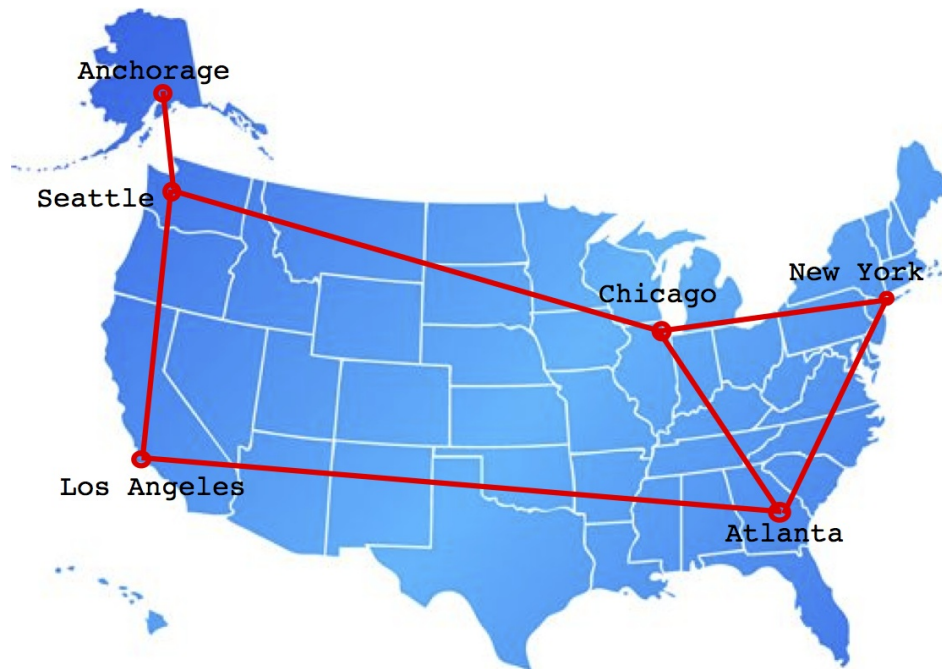 Anchorage
Seattle
New York
Chicago
Los Angeles
Atlanta